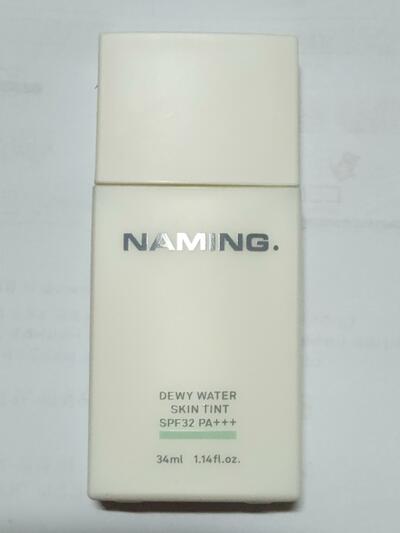 NAMING.
DEWY WATER
SKIN TINT
SPF32 PA+++
34ml 1.14fl.oz.